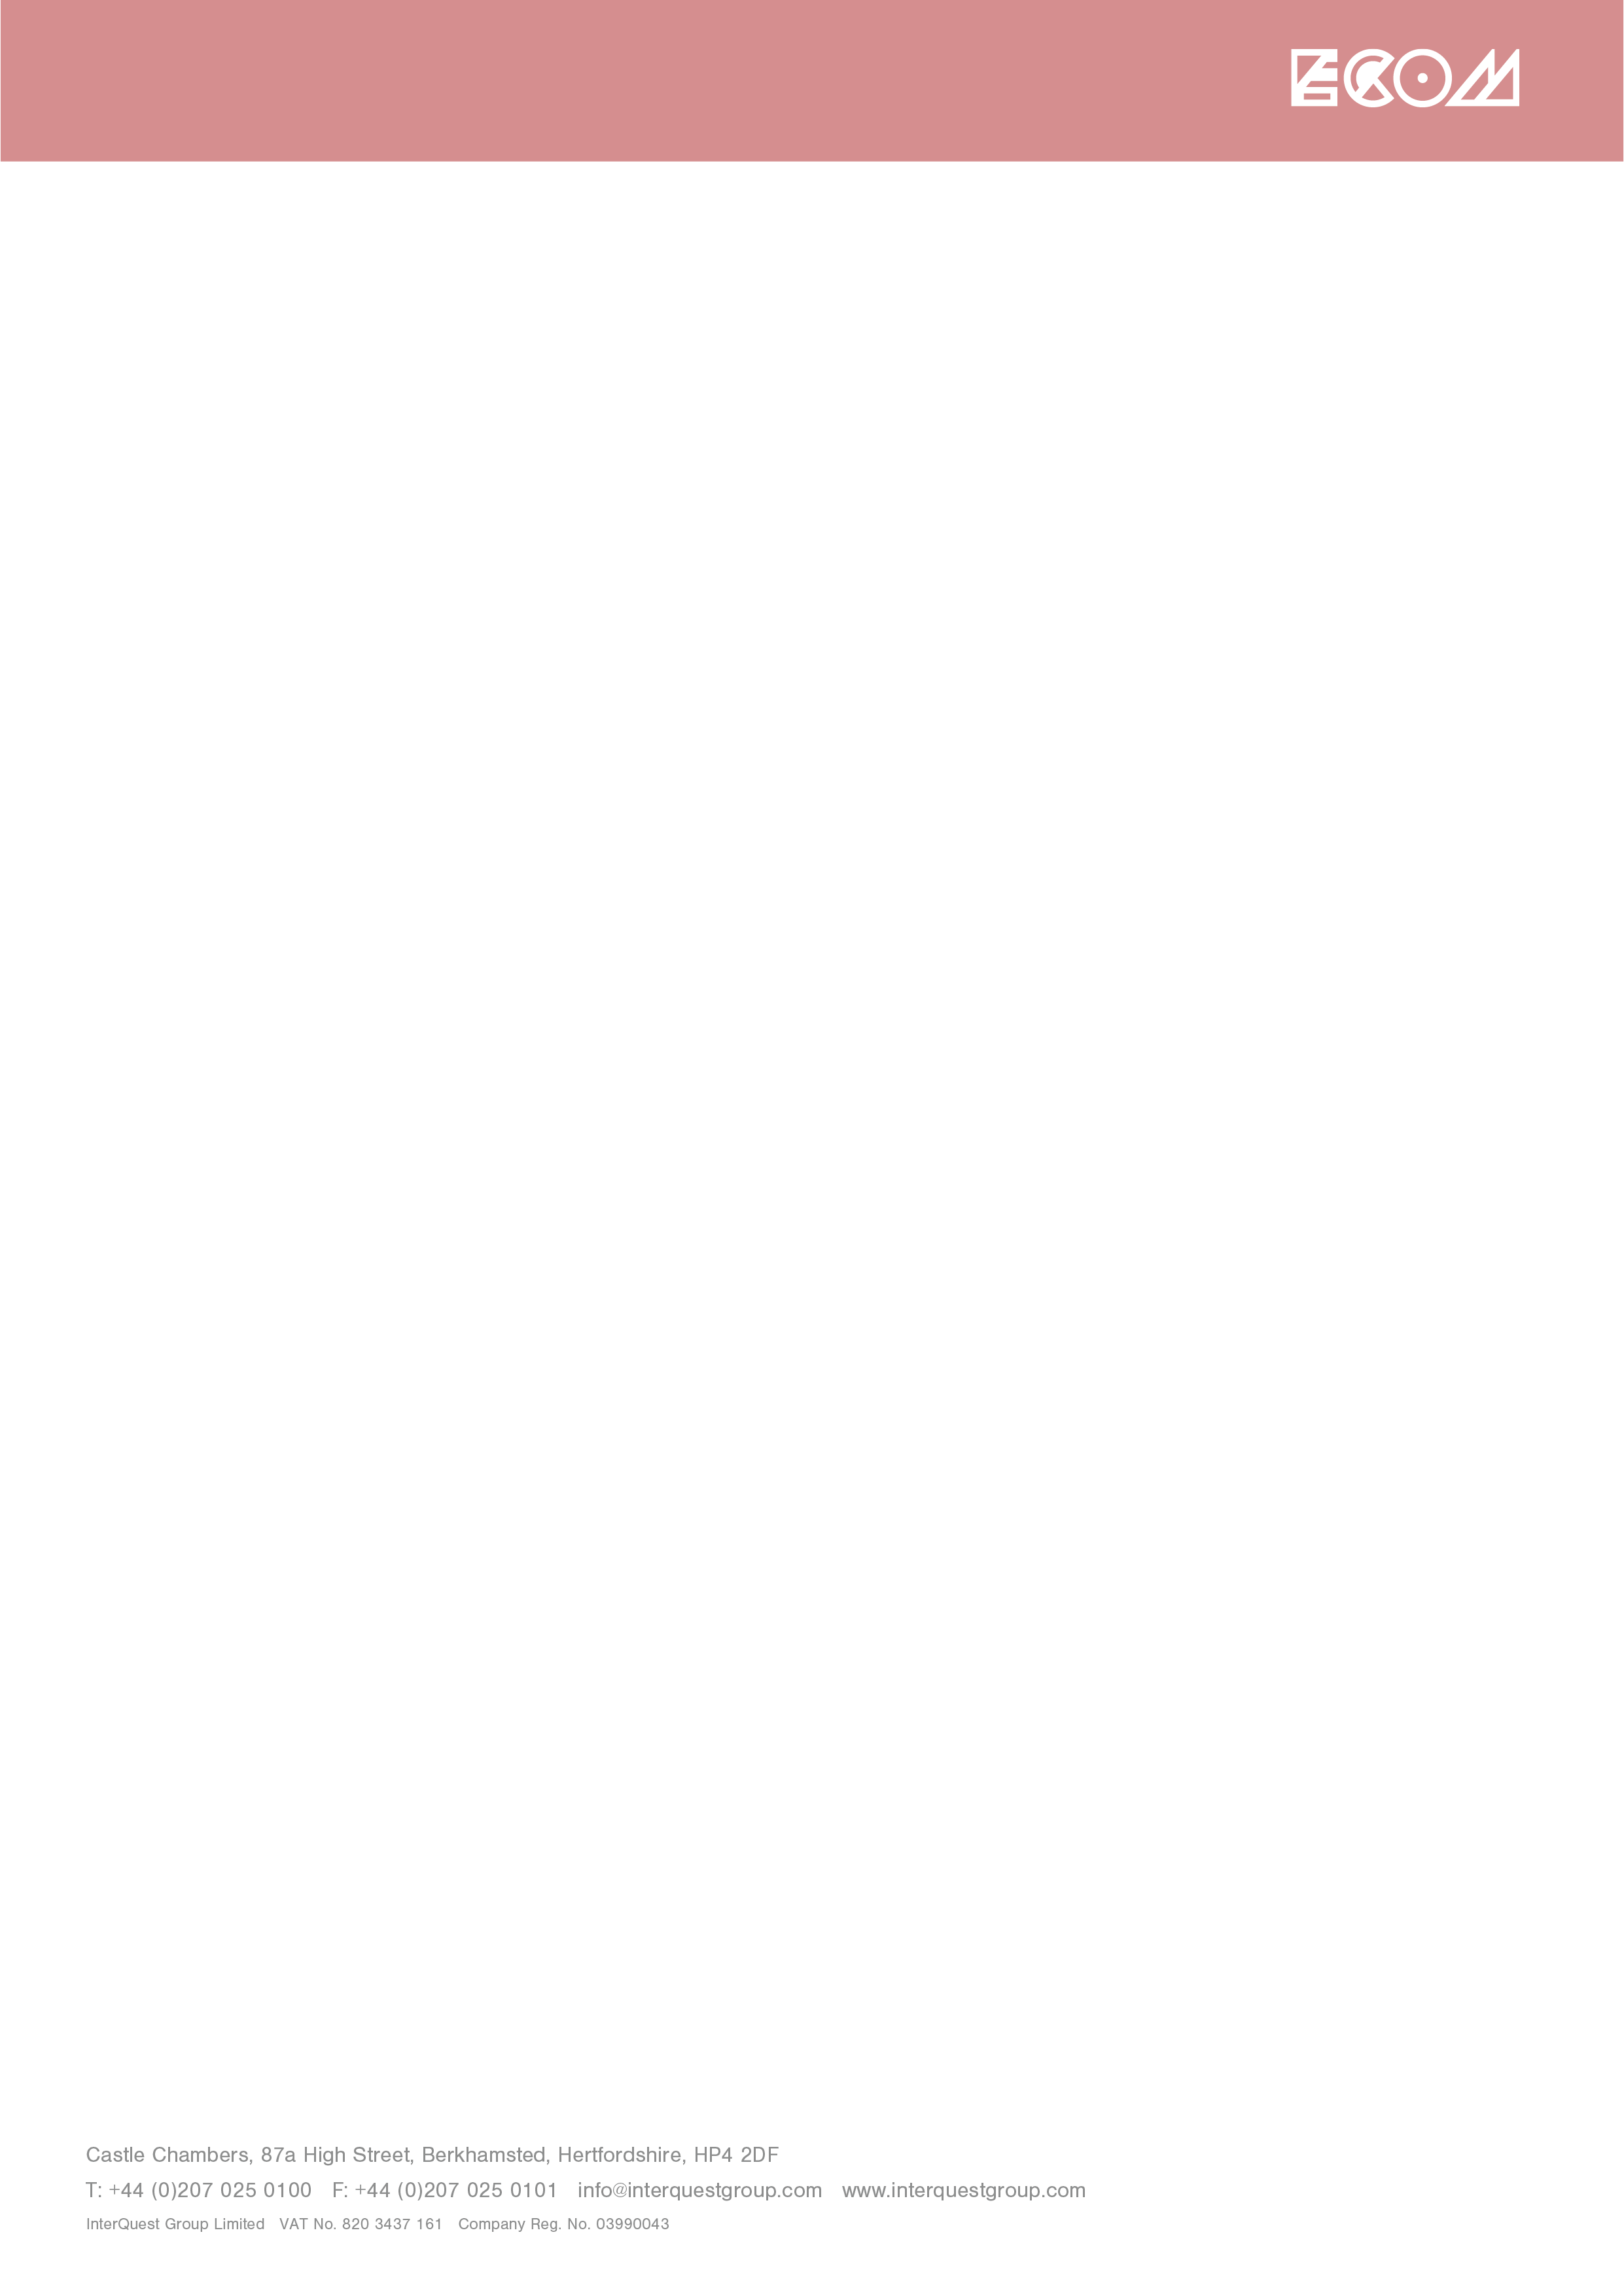 ECOM
Castle Chambers, 87a High Street, Berkhamsted, Hertfordshire, HP4 2DF
T: +44 (0)207 025 0100 F: +44 (0)207 025 0101 info@interquestgroup.com www.interquestgroup.com
InterQuest Group Limited VAT No. 820 3437 161 Company Reg. No. 03990043